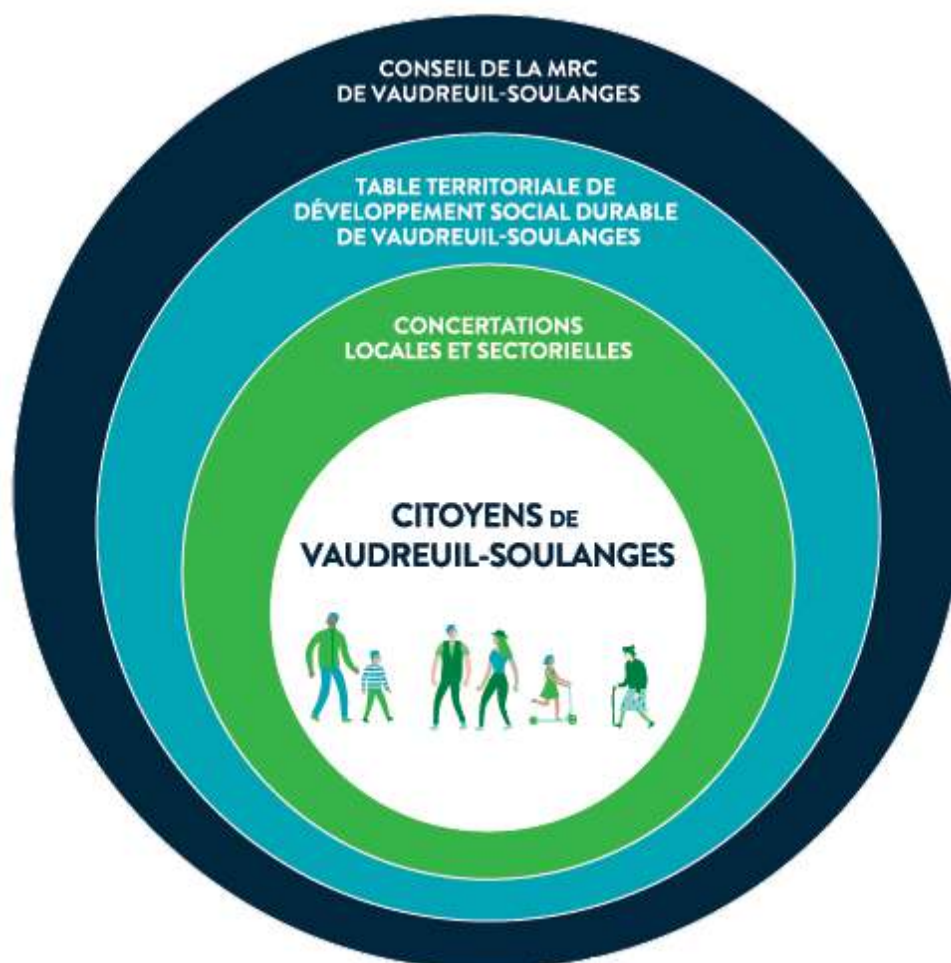 CONSEIL DE LA MRC
DE VAUDREUIL-SOULANGES
TABLE TERRITORIALE DE
DÉVELOPPEMENT SOCIAL DURABLE
DE VAUDREUIL-SOULANGES
CONCERTATIONS
LOCALES ET SECTORIELLES
CITOYENS DE
VAUDREUIL-SOULANGES